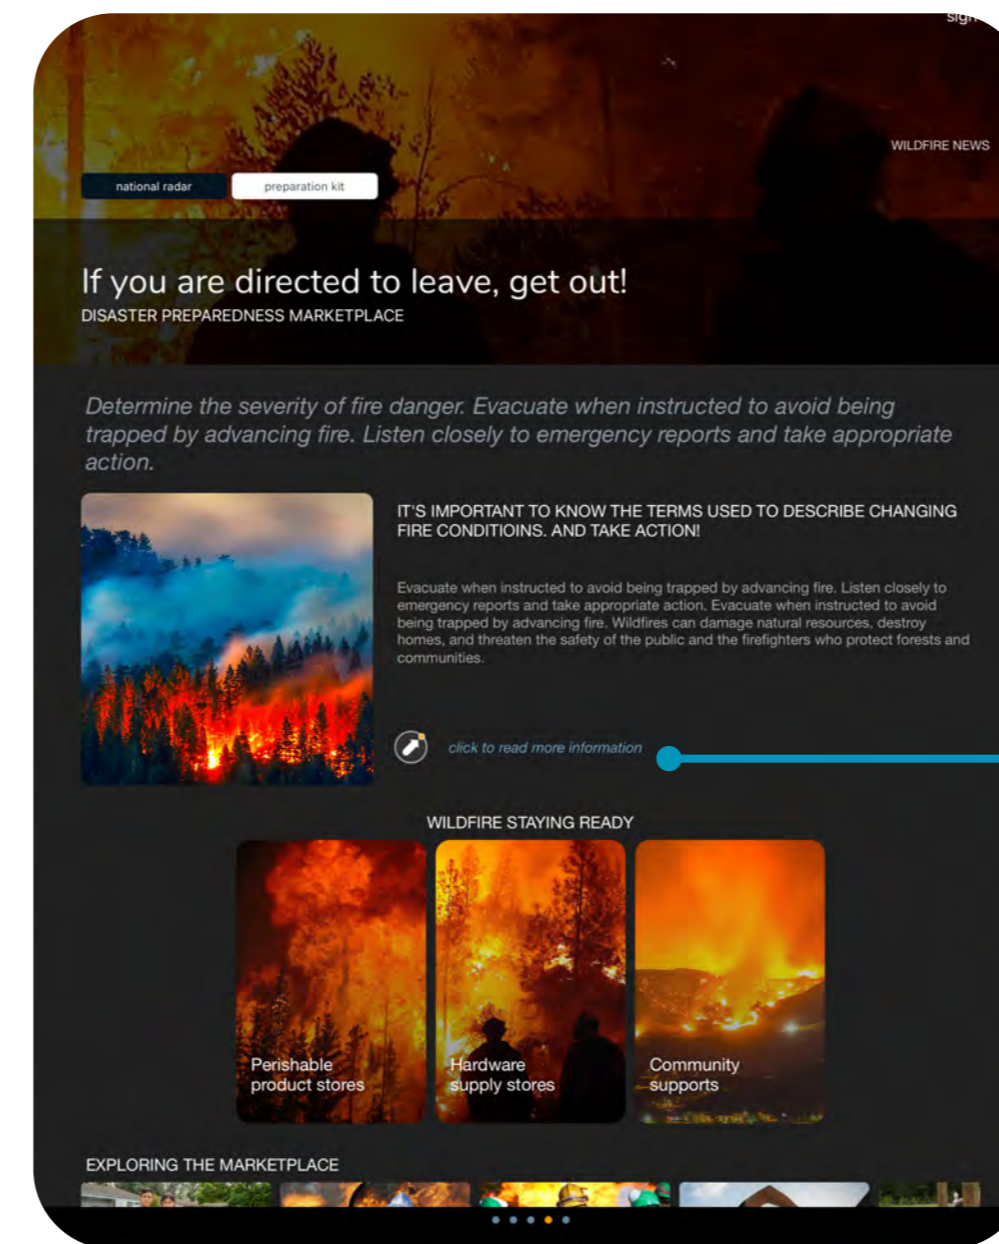 sign
WILDFIRE NEWS
national radar
preparation kit
If you are directed to leave, get out!
DISASTER PREPAREDNESS MARKETPLACE
Determine the severity of fire danger. Evacuate when instructed to avoid being
trapped by advancing fire. Listen closely to emergency reports and take appropriate
action.
IT'S IMPORTANT TO KNOW THE TERMS USED TO DESCRIBE CHANGING
FIRE CONDITIOINS. AND TAKE ACTION!
Evacuate when instructed to avoid being trapped by advancing fire. Listen closely to
emergency reports and take appropriate action. Evacuate when instructed to avoid
being trapped by advancing fire. Wildfires can damage natural resources, destroy
homes, and threaten the safety of the public and the firefighters who protect forests and
communities.
click to read more information
WILDFIRE STAYING READY
Perishable
product stores
Hardware
supply stores
Community
supports
EXPLORING THE MARKETPLACE